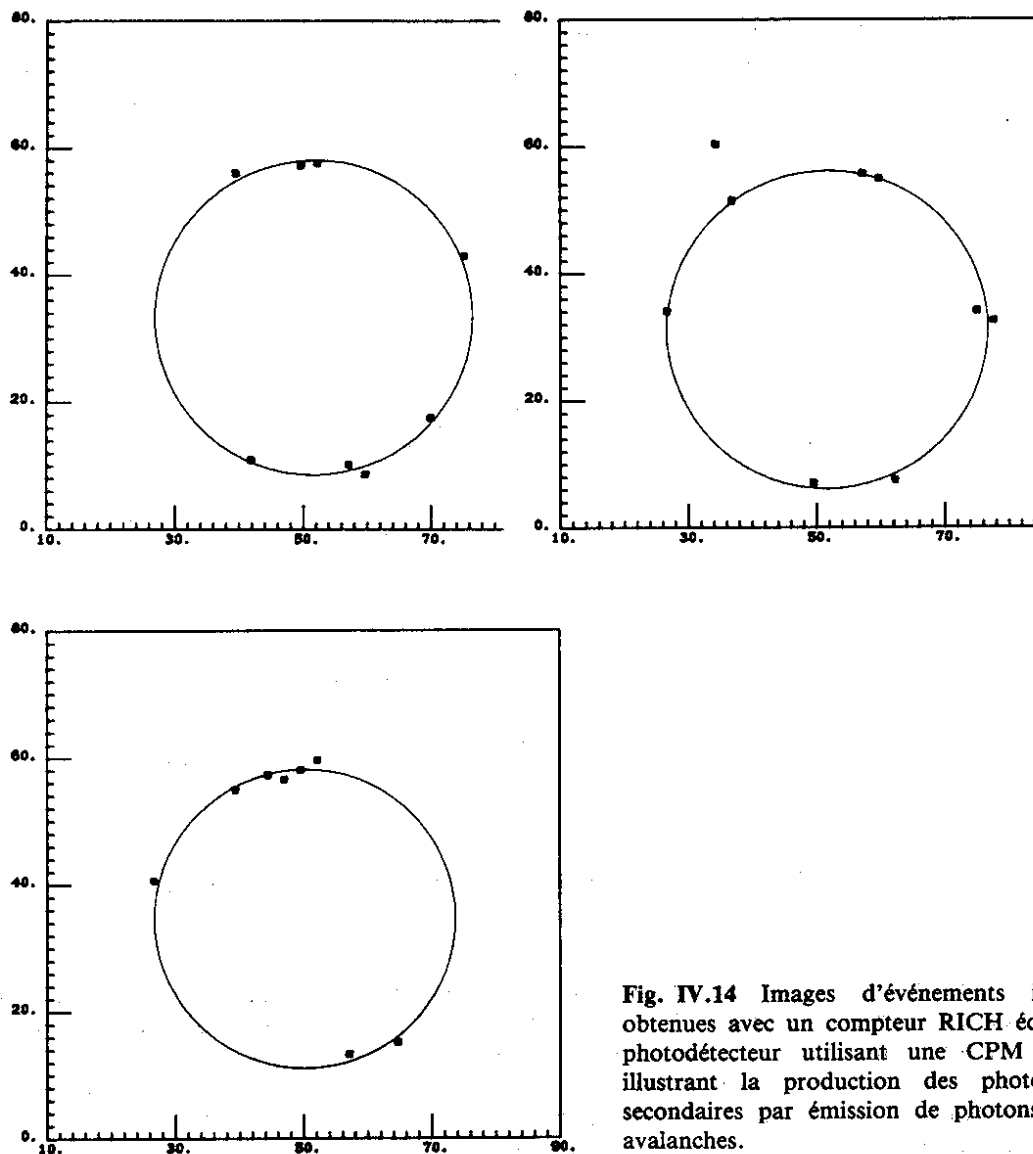 80.
60.
40.
20.
0.
10. 30. 50. 70.
80.
60.
40.
20.
0.
10. 30. 50. 70.
80.
60.
40.
20.
0.
10. 30. 50. 70. 90.
Fig. IV.14 Images d'événements
obtenues avec un compteur RICH
photodétecteur utilisant une CPM
illustrant la production des
secondaires par émission de photons
avalanches.